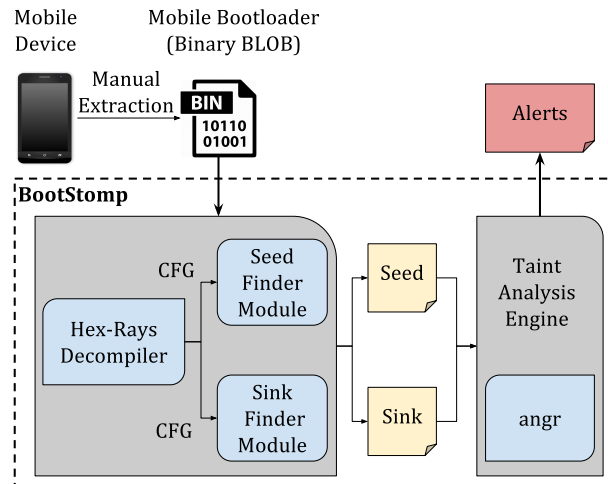 Mobile
Device
Mobile Bootloader
(Binary BLOB)
Manual
Extraction
BIN
10110
01001
Alerts
BootStomp
CFG
Seed
Finder
Module
Hex-Rays
Decompiler
CFG
Sink
Finder
Module
Seed
Sink
Taint
Analysis
Engine
angr